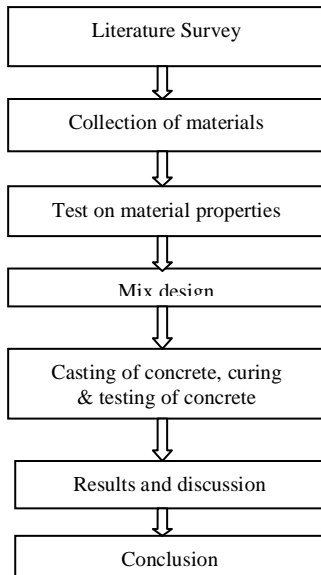 Literature Survey
Collection of materials
Test on material properties
Mix design
Casting of concrete, curing
& testing of concrete
Results and discussion
Conclusion